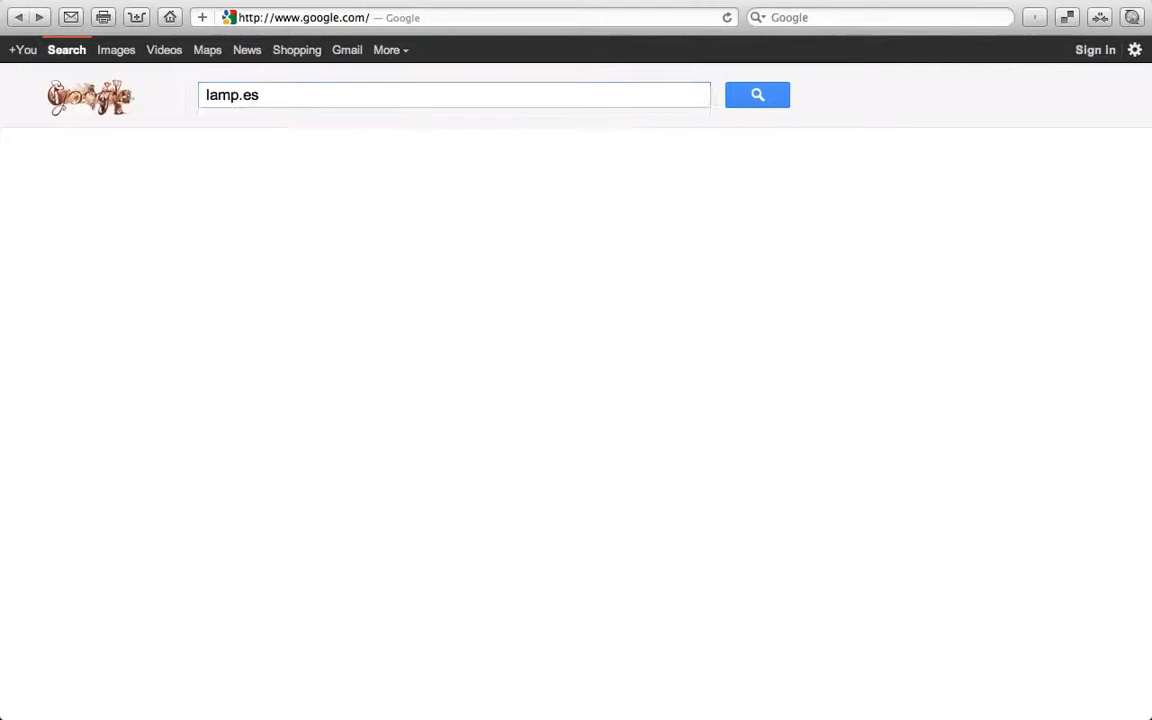 http://www.google.com/ — Google
Google
+You Search Images Videos Maps News Shopping Gmail More Sign in
Google lamp.es